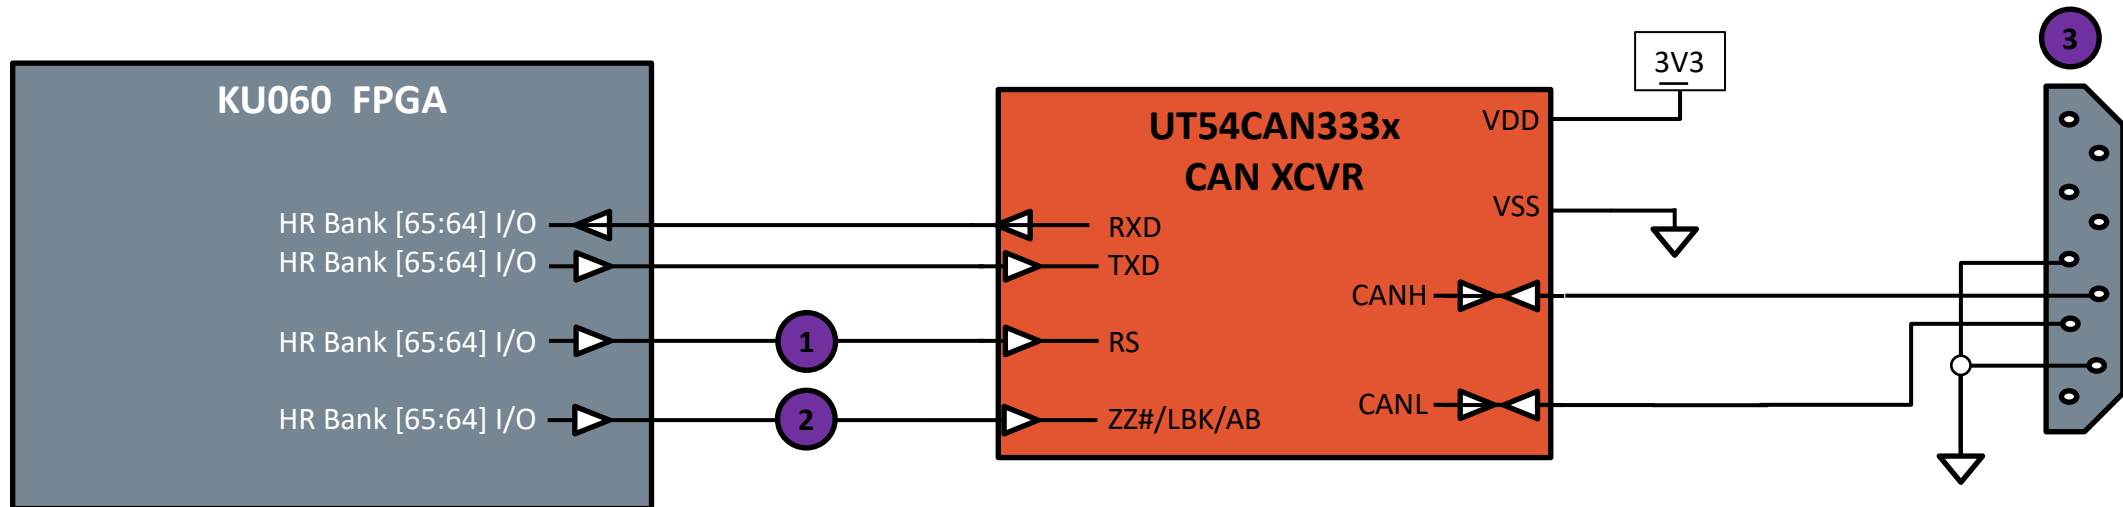 3
3V3
KU060 FPGA
UT54CAN333x
CAN XCVR
VDD
VSS
HR Bank [65:64] I/O
RXD
HR Bank [65:64] I/O
TXD
CANH
HR Bank [65:64] I/O
1
RS
CANL
HR Bank [65:64] I/O
2
ZZ#/LBK/AB